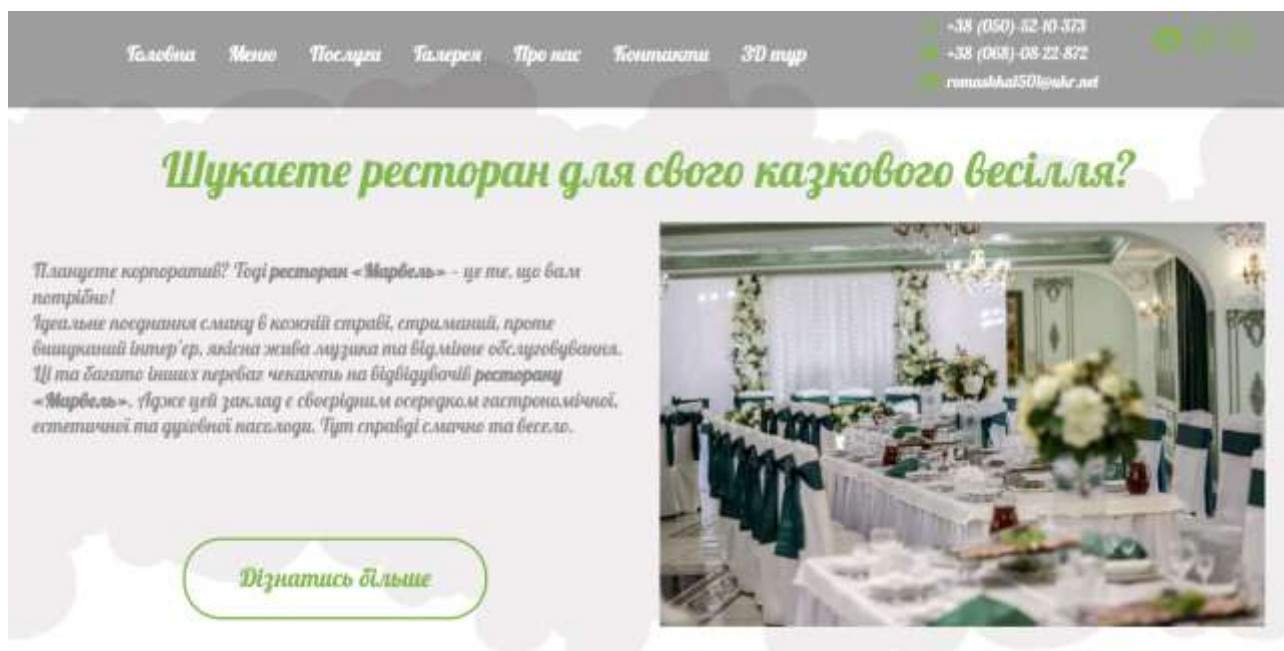 Головна Меню Послуги Галерея Про нас Контакти 3D тур
+38 (050)-52-10-373
+38 (068)-08-22-872
romashka1501@ukr.net
Шукаєте ресторан для свого казкового весілля?
Плануєте корпоратив? Тоді ресторан «Марвель» - це те, що вам
потрібно!
Ідеальне поєднання смаку в кожній страві, стриманий, проте
вишуканий інтер'єр, якісна жива музика та відмінне обслуговування.
Ці та багато інших переваг чекають на відвідувачів ресторану
«Марвель». Адже цей заклад є своєрідним осередком гастрономічної,
естетичної та духовної насолоди. Тут справді смачно та весело.
Дізнатись більше